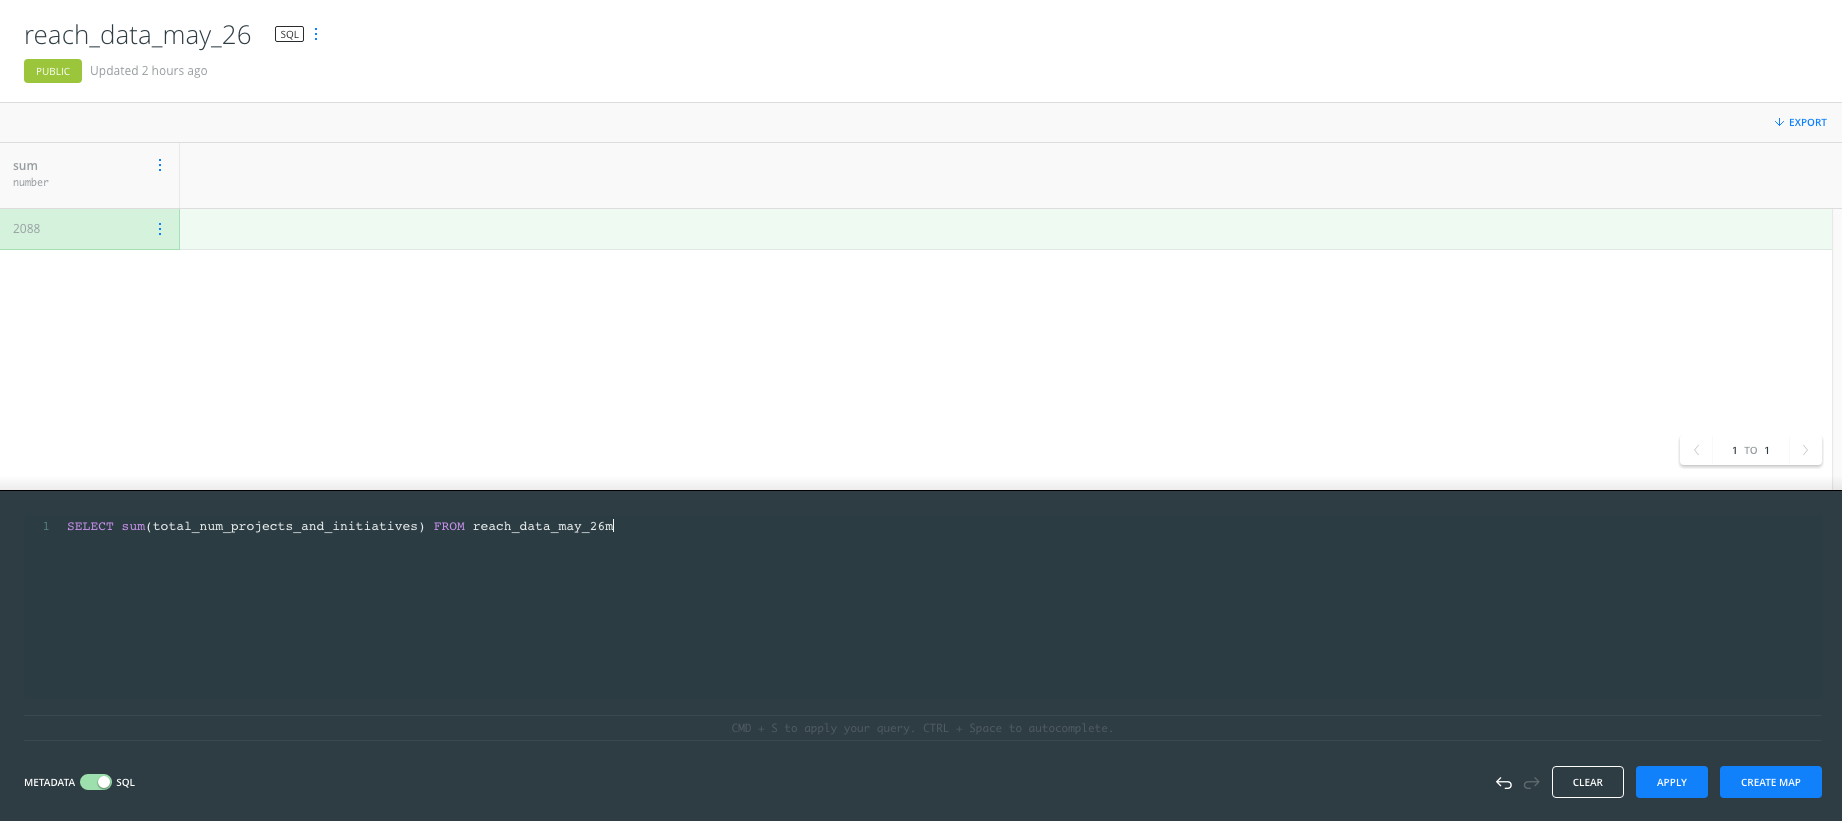 reach_data_may_26 SQL
PUBLIC Updated 2 hours ago
EXPORT
sum
number
2088
1 TO 1
1 SELECT sum(total_num_projects_and_initiatives) FROM reach_data_may_26m
CMD + S to apply your query. CTRL + Space to autocomplete.
METADATA SQL CLEAR APPLY CREATE MAP